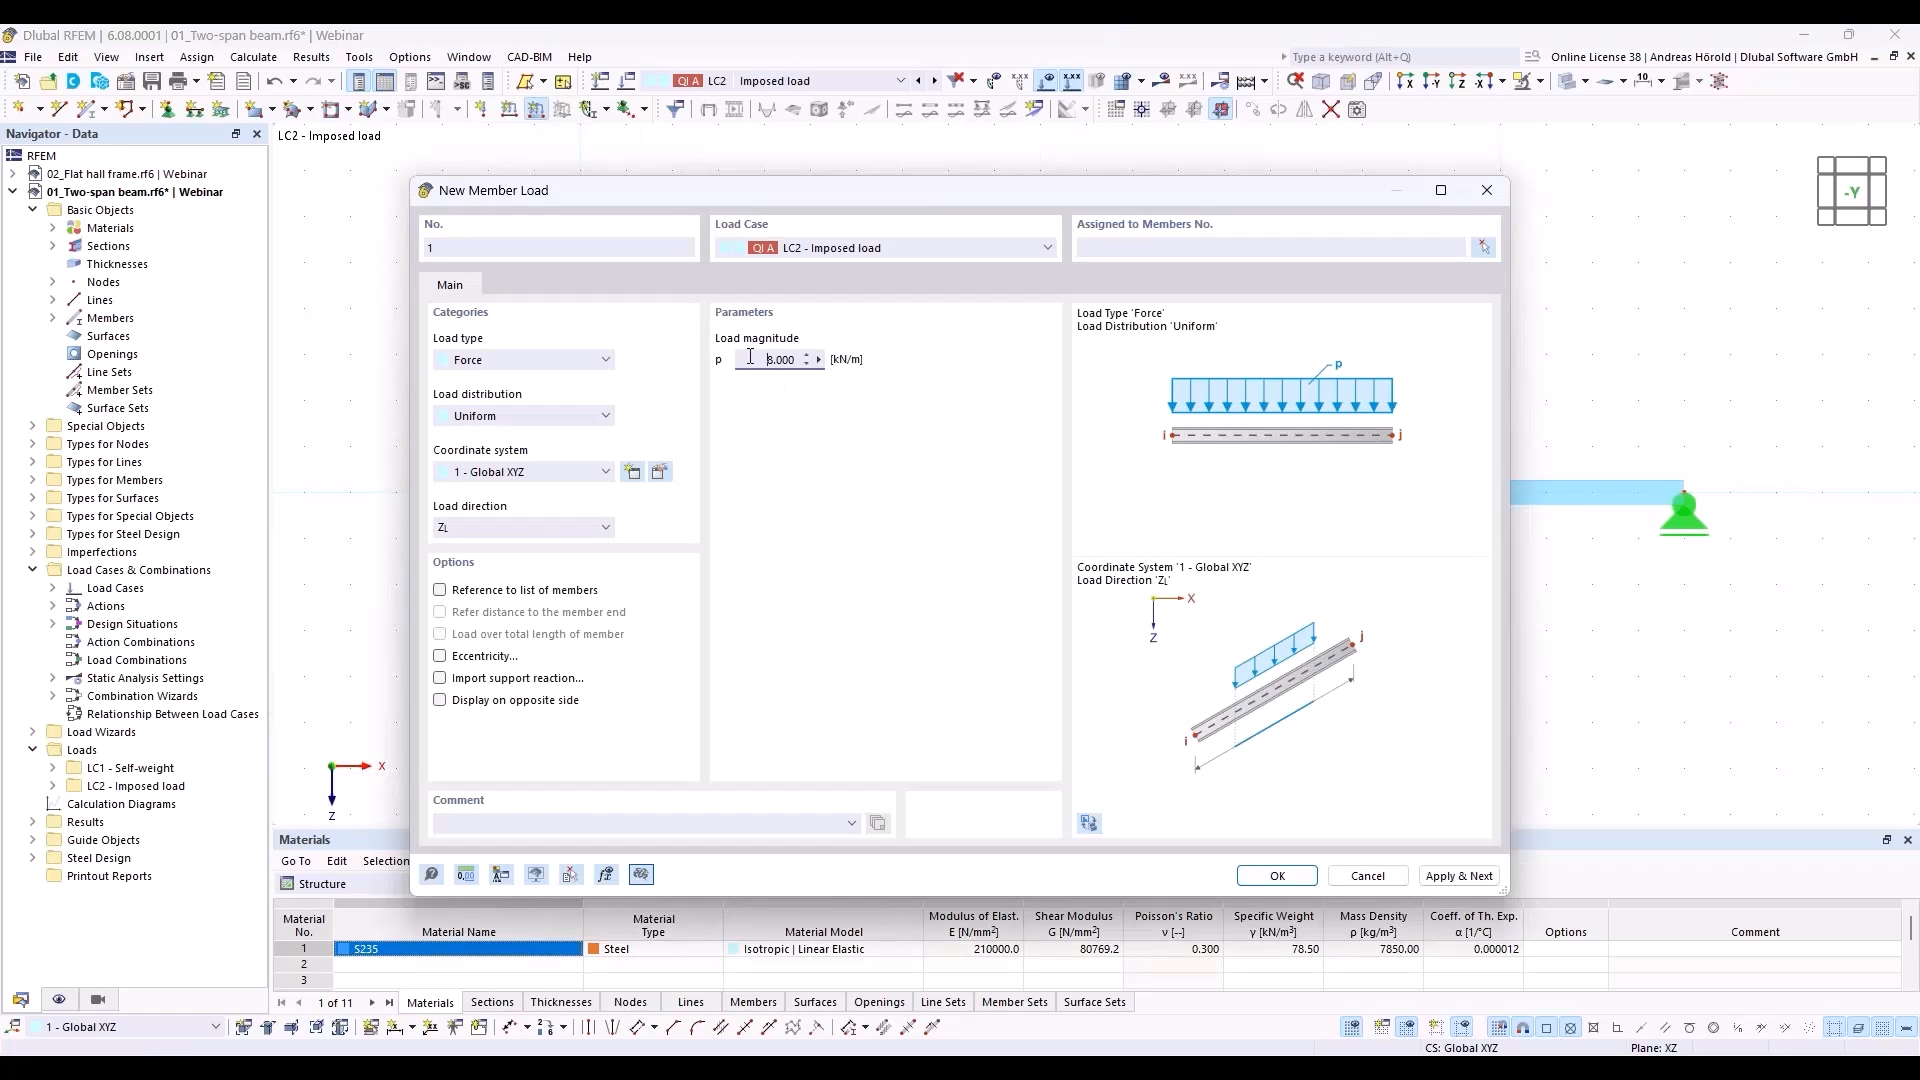 Dlubal RFEM | 6.08.0001 | 01_Two-span beam.rf6* | Webinar
File Edit View Insert Assign Calculate Results Tools Options Window CAD-BIM Help
Type a keyword (Alt+Q)
Online License 38 | Andreas Hörold | Dlubal Software GmbH
QI A LC2 Imposed load
Navigator - Data
RFEM
02_Flat hall frame.rf6 | Webinar
01_Two-span beam.rf6* | Webinar
Basic Objects
Materials
Sections
Thicknesses
Nodes
Lines
Members
Surfaces
Openings
Line Sets
Member Sets
Surface Sets
Special Objects
Types for Nodes
Types for Lines
Types for Members
Types for Surfaces
Types for Special Objects
Types for Steel Design
Imperfections
Load Cases & Combinations
Load Cases
Actions
Design Situations
Action Combinations
Load Combinations
Static Analysis Settings
Combination Wizards
Relationship Between Load Cases
Load Wizards
Loads
LC1 - Self-weight
LC2 - Imposed load
Calculation Diagrams
Results
Guide Objects
Steel Design
Printout Reports
LC2 - Imposed load
-Y
X
Z
New Member Load
No.
1
Load Case
QI A LC2 - Imposed load
Assigned to Members No.
Main
Categories
Load type
Force
Load distribution
Uniform
Coordinate system
1 - Global XYZ
Load direction
ZL
Options
Reference to list of members
Refer distance to the member end
Load over total length of member
Eccentricity...
Import support reaction...
Display on opposite side
Parameters
Load magnitude
p 8.000 [kN/m]
Load Type 'Force'
Load Distribution 'Uniform'
p
i j
Coordinate System '1 - Global XYZ'
Load Direction 'ZL'
X
Z
j
i
Comment
OK Cancel Apply & Next
Materials
Go To Edit Selection
Structure
Material No. Material Name Material Type Material Model Modulus of Elast. E [N/mm²] Shear Modulus G [N/mm²] Poisson's Ratio ν [--] Specific Weight γ [kN/m³] Mass Density ρ [kg/m³] Coeff. of Th. Exp. α [1/°C] Options Comment
1 S235 Steel Isotropic | Linear Elastic 210000.0 80769.2 0.300 78.50 7850.00 0.000012
2
3
1 of 11 Materials Sections Thicknesses Nodes Lines Members Surfaces Openings Line Sets Member Sets Surface Sets
1 - Global XYZ
CS: Global XYZ Plane: XZ